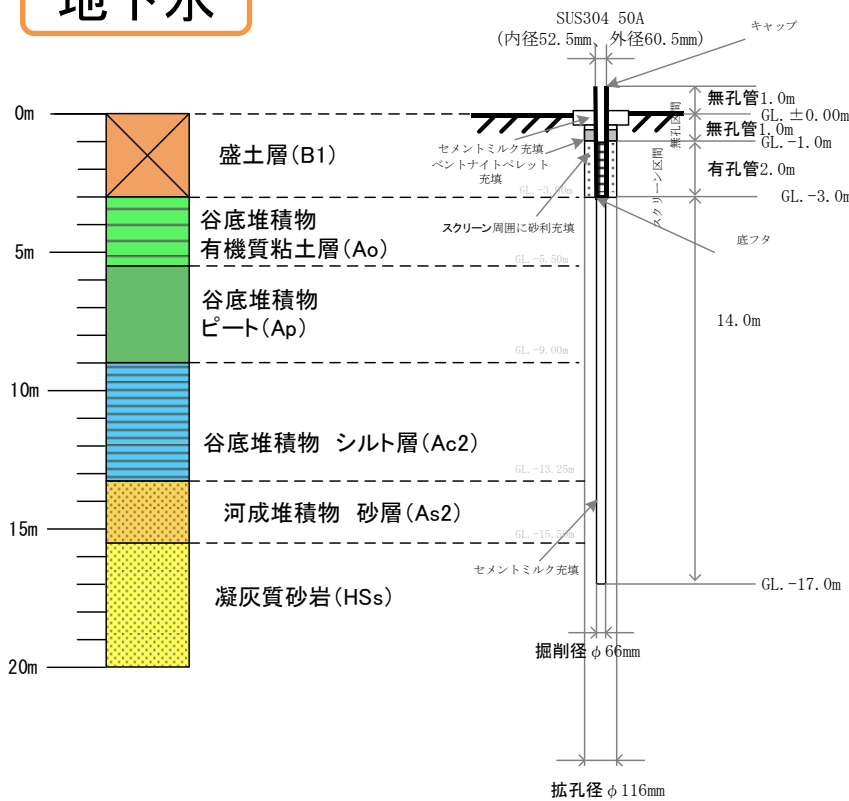 地下水
SUS304 50A
(内径52.5mm、外径60.5mm)
キャップ
0m
無孔管1.0m
GL.±0.00m
無孔区間
無孔管1.0m
GL.-1.0m
盛土層(B1)
セメントミルク充填
ベントナイトペレット
充填
有孔管2.0m
スクリーン区間
GL.-3.00m
GL.-3.0m
谷底堆積物
有機質粘土層(Ao)
スクリーン周囲に砂利充填
底フタ
5m
GL.-5.50m
谷底堆積物
ピート(Ap)
14.0m
GL.-9.00m
10m
谷底堆積物 シルト層(Ac2)
GL.-13.25m
河成堆積物 砂層(As2)
15m
GL.-15.50m
セメントミルク充填
GL.-17.0m
凝灰質砂岩(HSs)
掘削径φ66mm
20m
拡孔径φ116mm